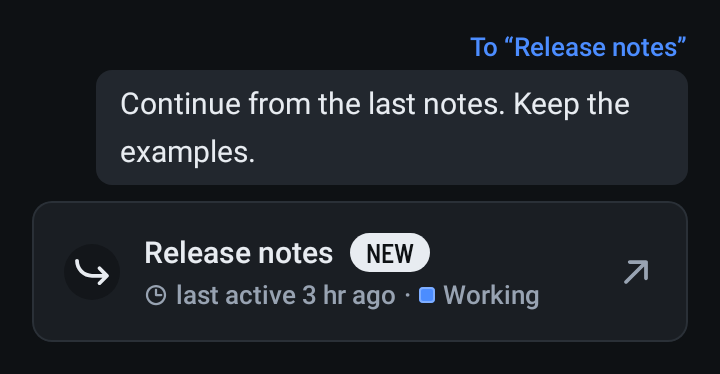 To “Release notes”
Continue from the last notes. Keep the
examples.
Release notes NEW
last active 3 hr ago · Working